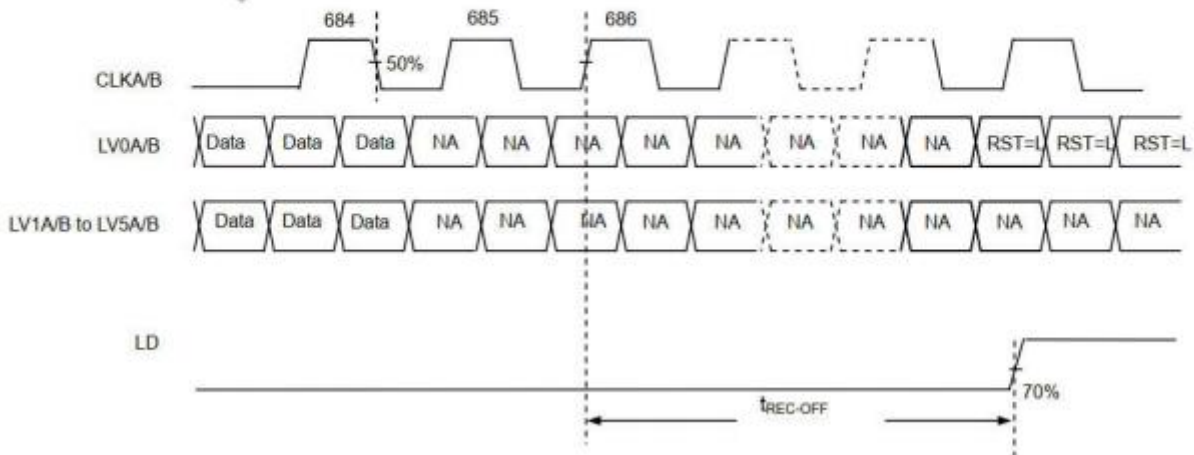 684 685 686
CLKA/B 50%
LV0A/B Data Data Data NA NA NA NA NA NA NA NA RST=L RST=L RST=L
LV1A/B to LV5A/B Data Data Data NA NA NA NA NA NA NA NA NA NA NA
LD
70%
tREC-OFF